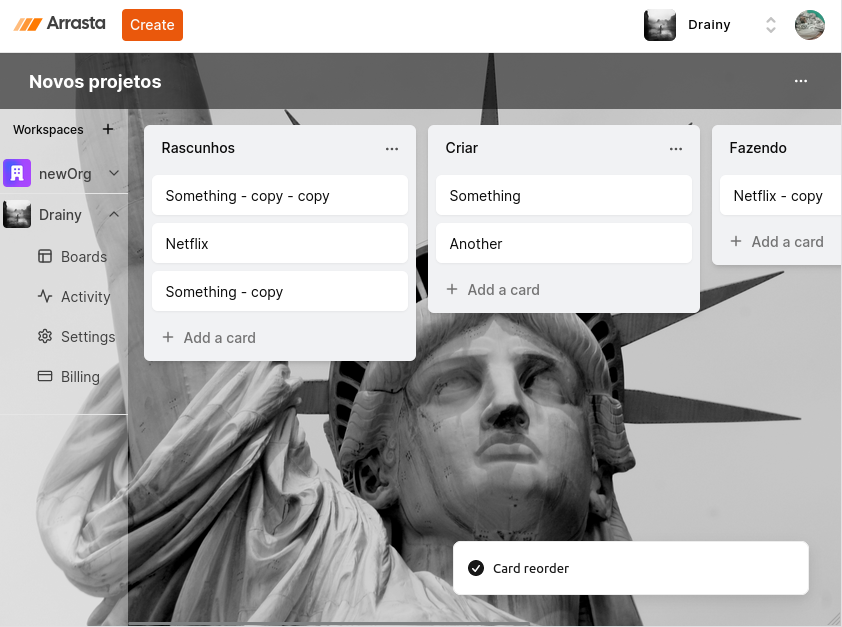 Arrasta
Create
Drainy
Novos projetos
Workspaces
newOrg
Drainy
Boards
Activity
Settings
Billing
Rascunhos
Something - copy - copy
Netflix
Something - copy
Add a card
Criar
Something
Another
Add a card
Fazendo
Netflix - copy
Add a card
Card reorder